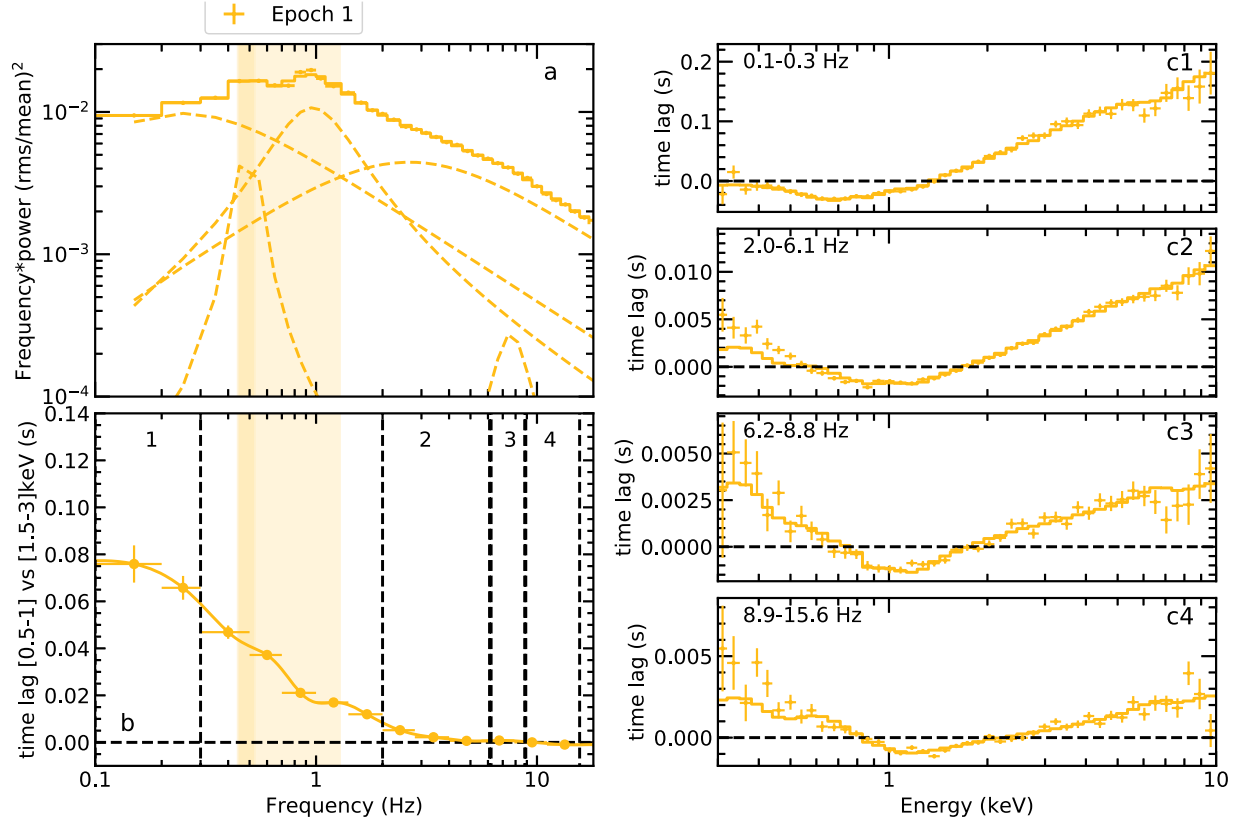 Epoch 1
a
Frequency*power (rms/mean)²
10⁻²
10⁻³
10⁻⁴
1
2
3
4
b
time lag [0.5-1] vs [1.5-3]keV (s)
0.14
0.12
0.10
0.08
0.06
0.04
0.02
0.00
0.1
1
10
Frequency (Hz)
0.1-0.3 Hz
c1
time lag (s)
0.2
0.1
0.0
2.0-6.1 Hz
c2
time lag (s)
0.010
0.005
0.000
6.2-8.8 Hz
c3
time lag (s)
0.0050
0.0025
0.0000
8.9-15.6 Hz
c4
time lag (s)
0.005
0.000
1
10
Energy (keV)